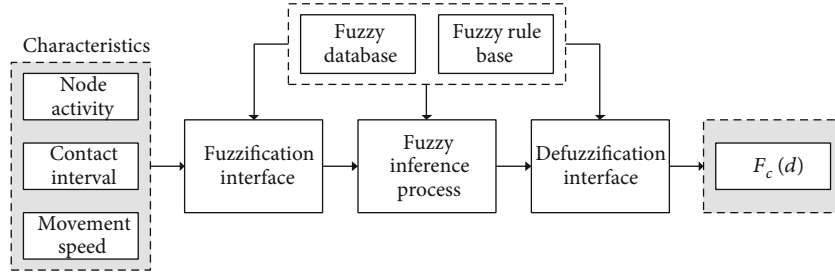 Characteristics
Node
activity
Contact
interval
Movement
speed
Fuzzy
database
Fuzzy rule
base
Fuzzification
interface
Fuzzy
inference
process
Defuzzification
interface
F_c (d)